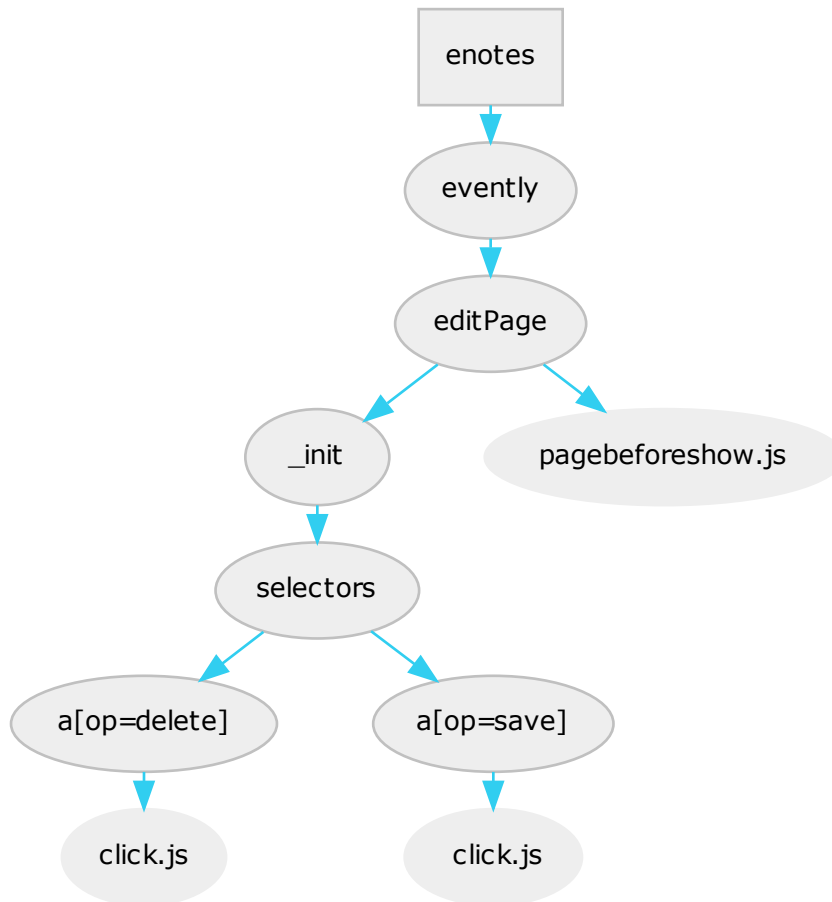 enotes
evently
editPage
_init
pagebeforeshow.js
selectors
a[op=delete]
a[op=save]
click.js
click.js